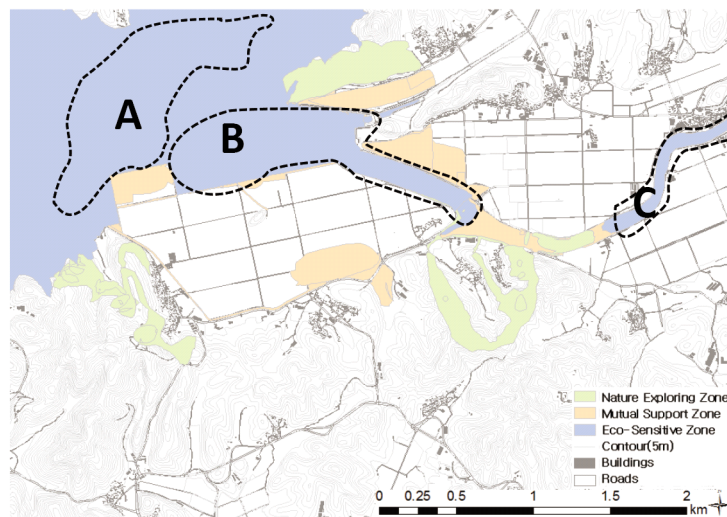 A
B
C
Nature Exploring Zone
Mutual Support Zone
Eco-Sensitive Zone
Contour(5m)
Buildings
Roads
0 0.25 0.5 1 1.5 2
km